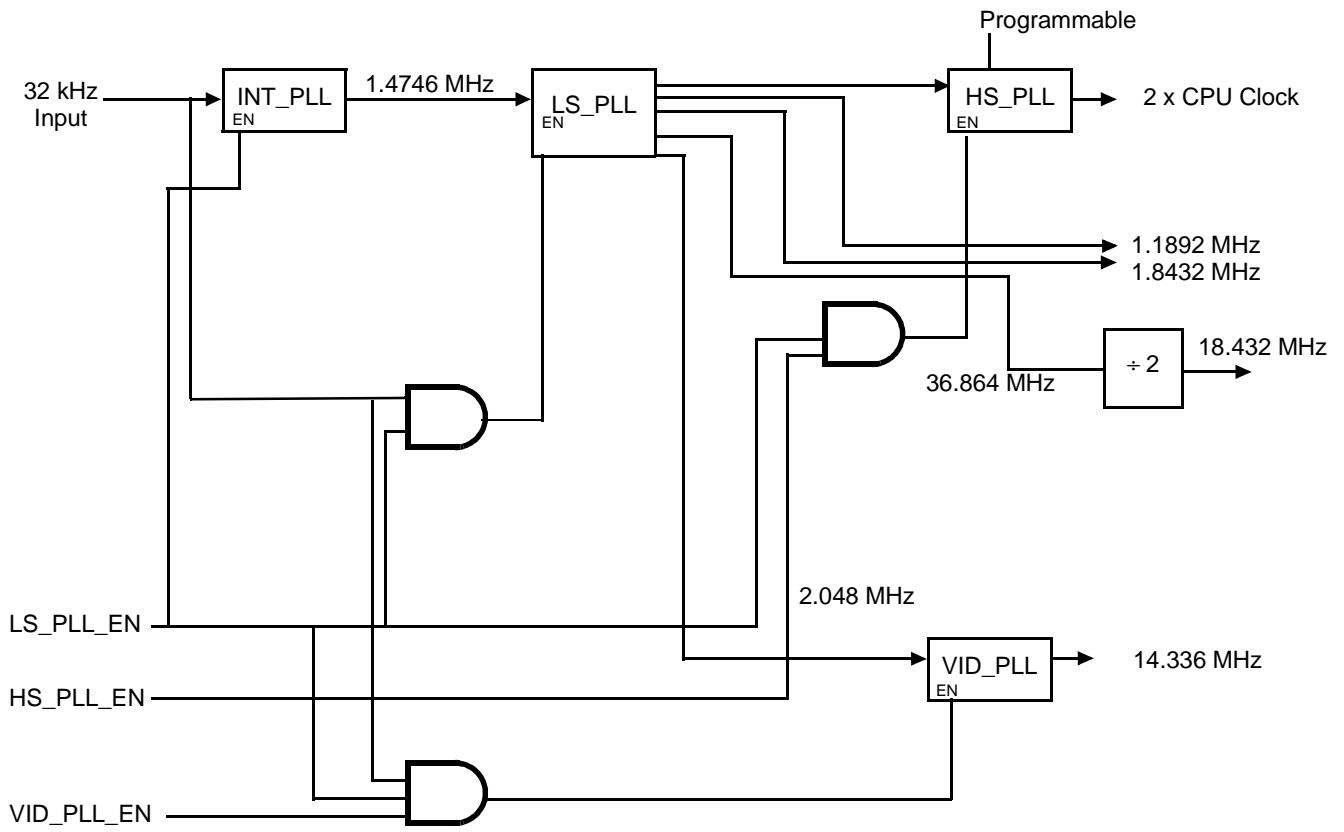 Programmable
32 kHz
Input
INT_PLL
EN
1.4746 MHz
LS_PLL
EN
HS_PLL
EN
2 x CPU Clock
1.1892 MHz
1.8432 MHz
÷ 2
18.432 MHz
36.864 MHz
2.048 MHz
LS_PLL_EN
HS_PLL_EN
VID_PLL
EN
14.336 MHz
VID_PLL_EN